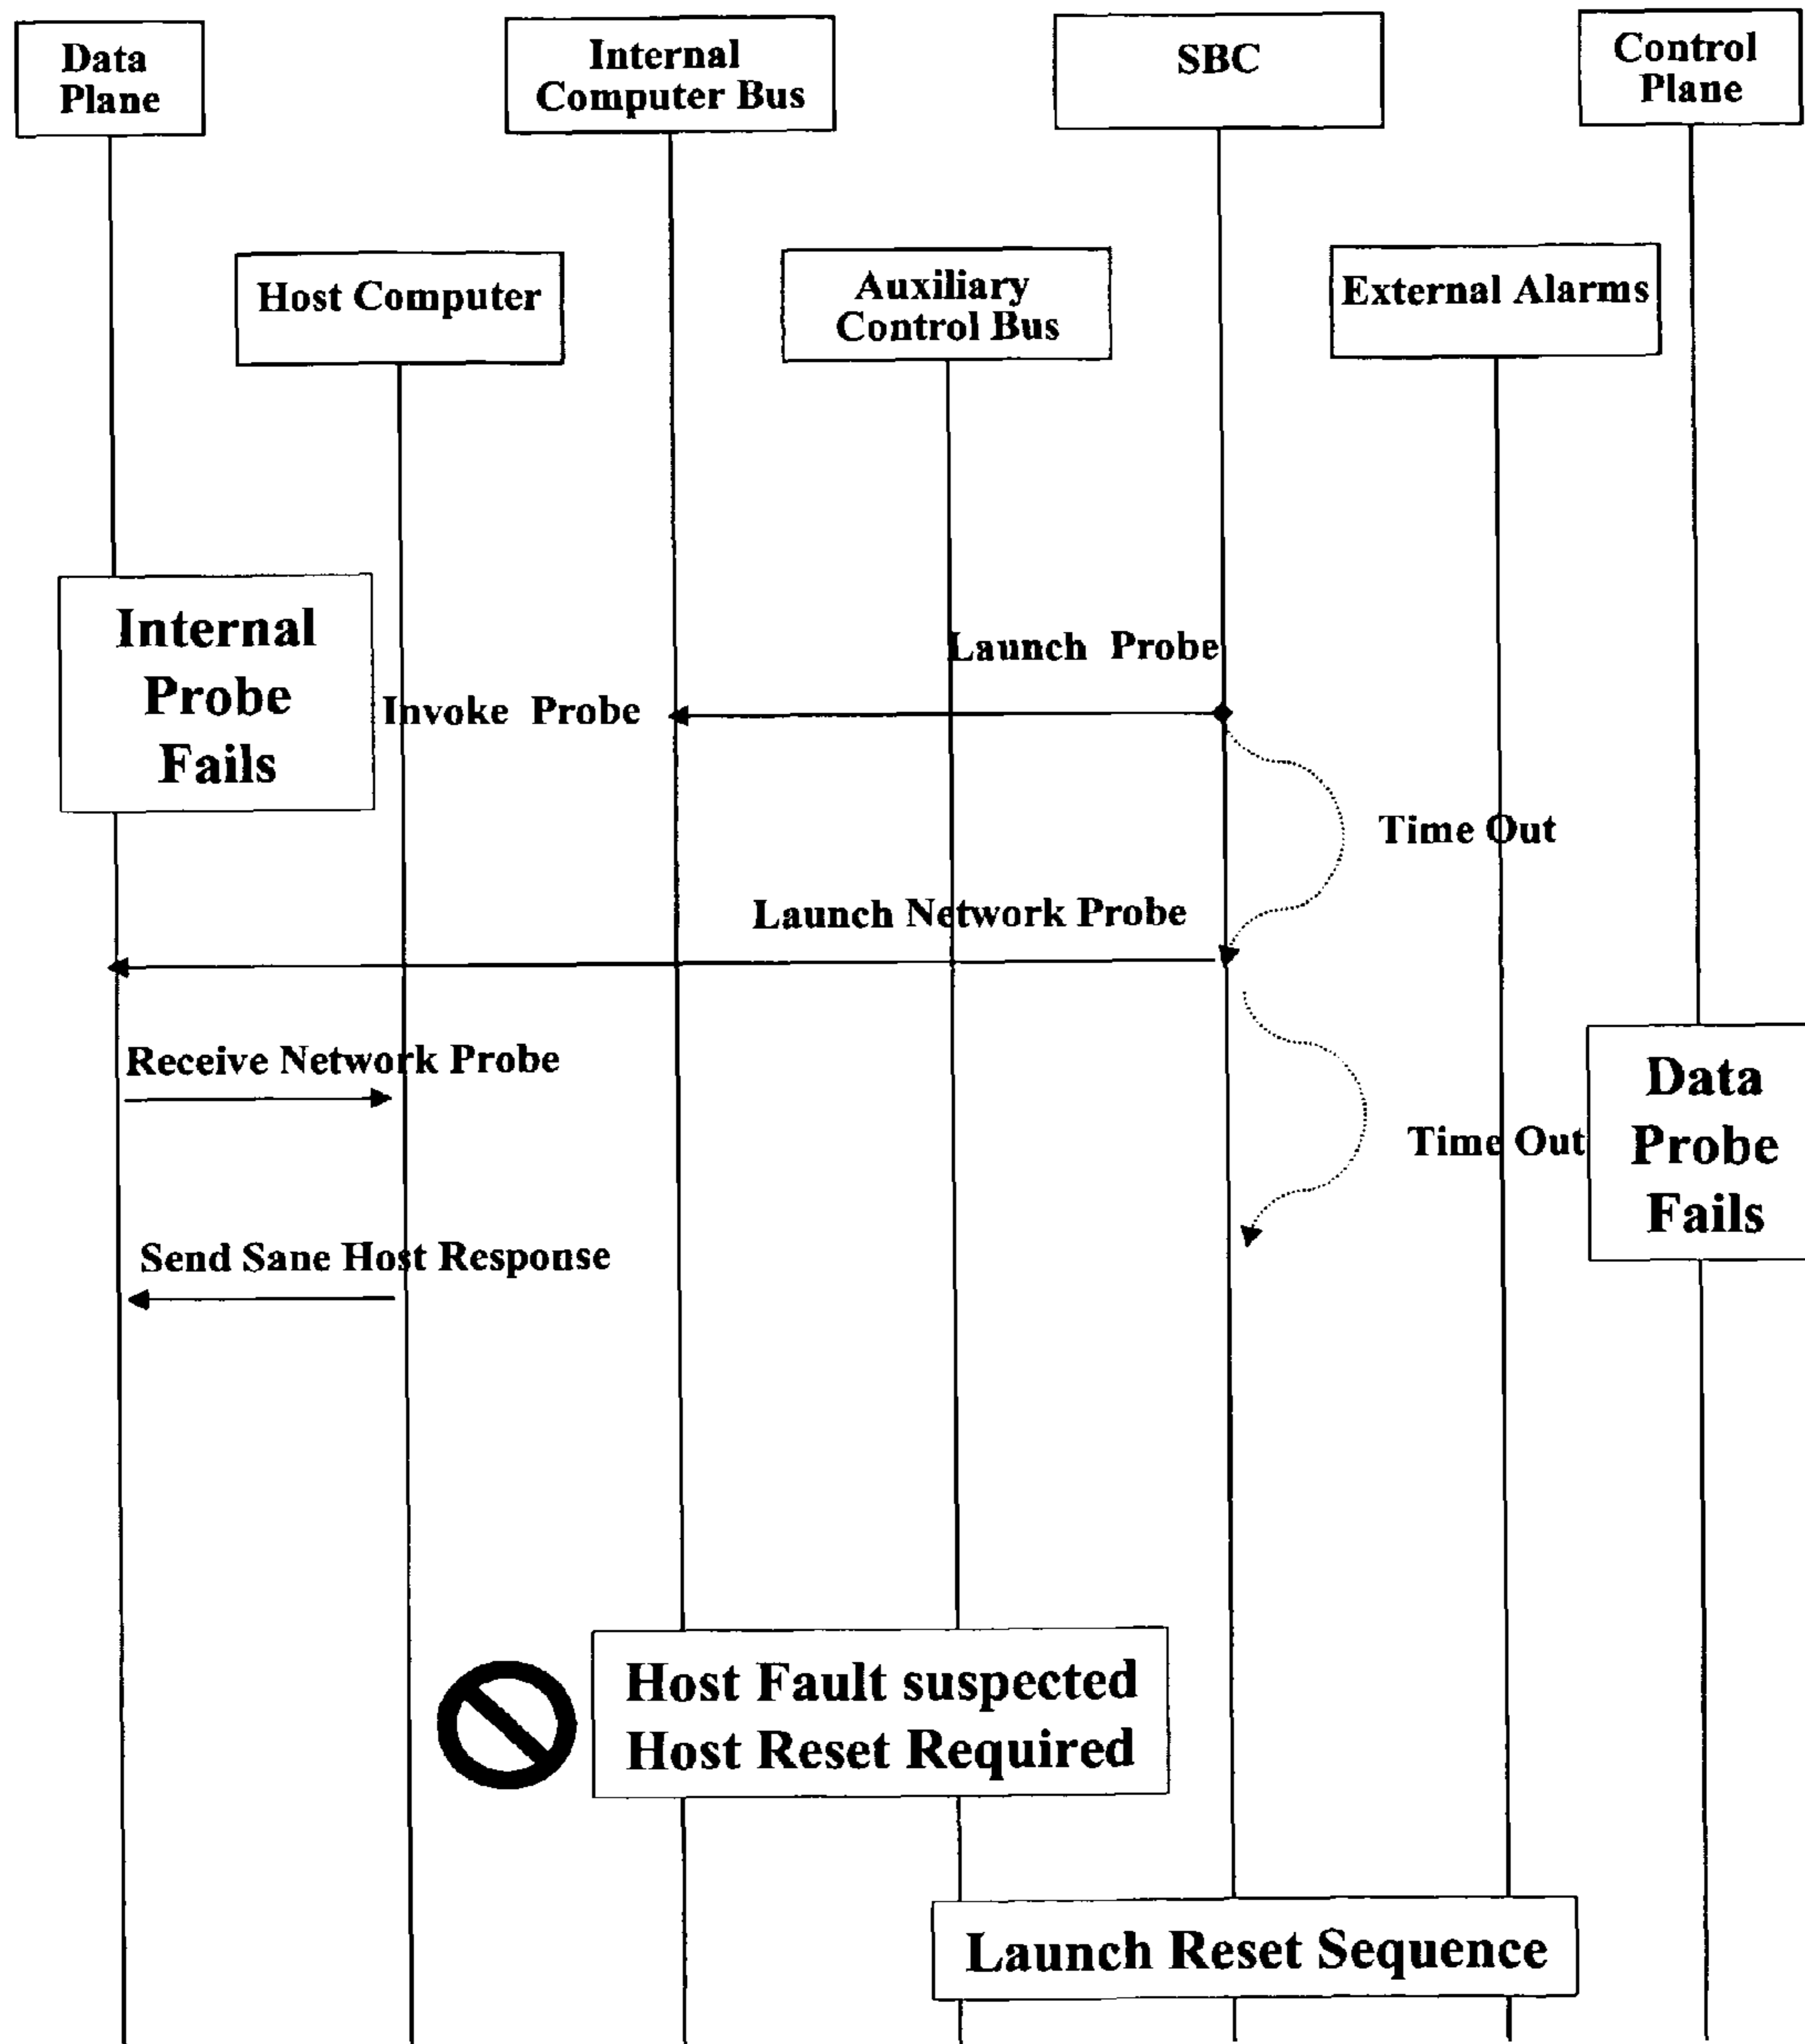 Data
Plane
Internal
Computer Bus
SBC
Control
Plane
Host Computer
Auxiliary
Control Bus
External Alarms
Internal
Probe
Fails
Launch Probe
Invoke Probe
Time Out
Launch Network Probe
Receive Network Probe
Time Out
Data
Probe
Fails
Send Sane Host Response
Host Fault suspected
Host Reset Required
Launch Reset Sequence